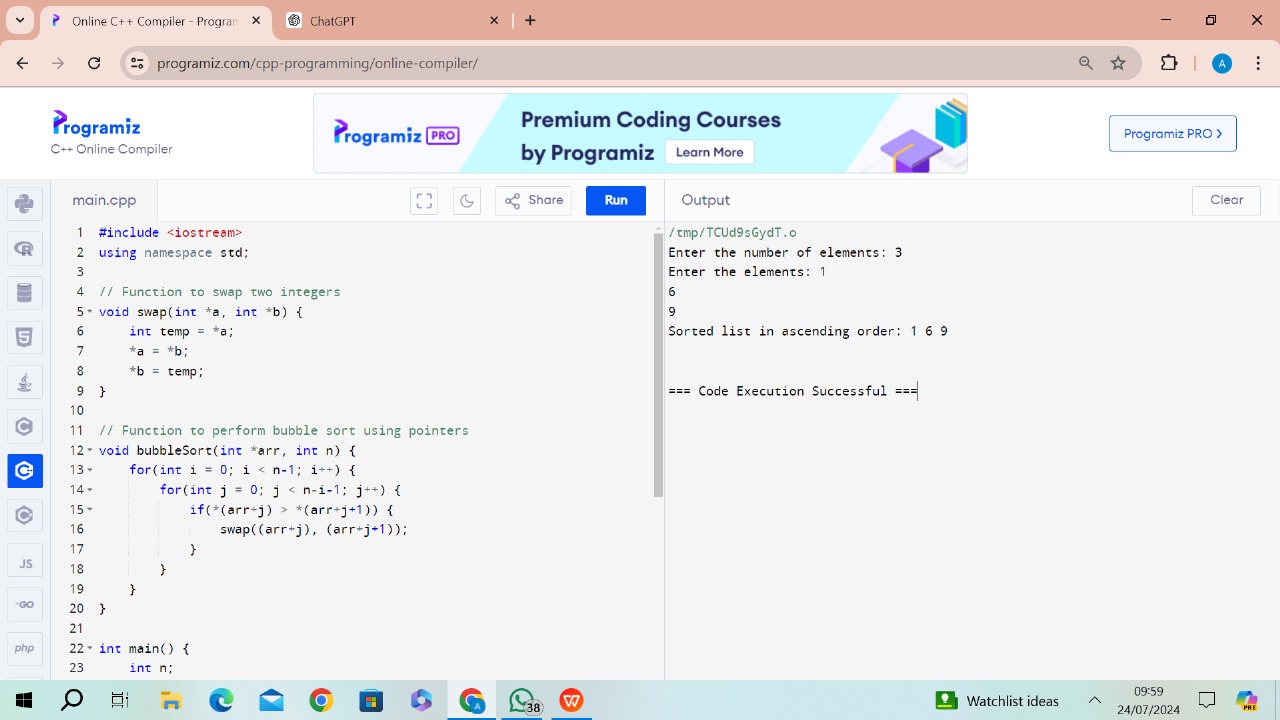 Online C++ Compiler - Program
ChatGPT
programiz.com/cpp-programming/online-compiler/
A
Programiz
C++ Online Compiler
Programiz PRO
Premium Coding Courses
by Programiz
Learn More
Programiz PRO >
main.cpp
Share
Run
Output
Clear
1 #include <iostream>
2 using namespace std;
3
4 // Function to swap two integers
5 void swap(int *a, int *b) {
6 int temp = *a;
7 *a = *b;
8 *b = temp;
9 }
10
11 // Function to perform bubble sort using pointers
12 void bubbleSort(int *arr, int n) {
13 for(int i = 0; i < n-1; i++) {
14 for(int j = 0; j < n-i-1; j++) {
15 if(*(arr+j) > *(arr+j+1)) {
16 swap((arr+j), (arr+j+1));
17 }
18 }
19 }
20 }
21
22 int main() {
23 int n;
/tmp/TCUd9sGydT.o
Enter the number of elements: 3
Enter the elements: 1
6
9
Sorted list in ascending order: 1 6 9
=== Code Execution Successful ===
JS
GO
php
38
Watchlist ideas
09:59
24/07/2024
PRE